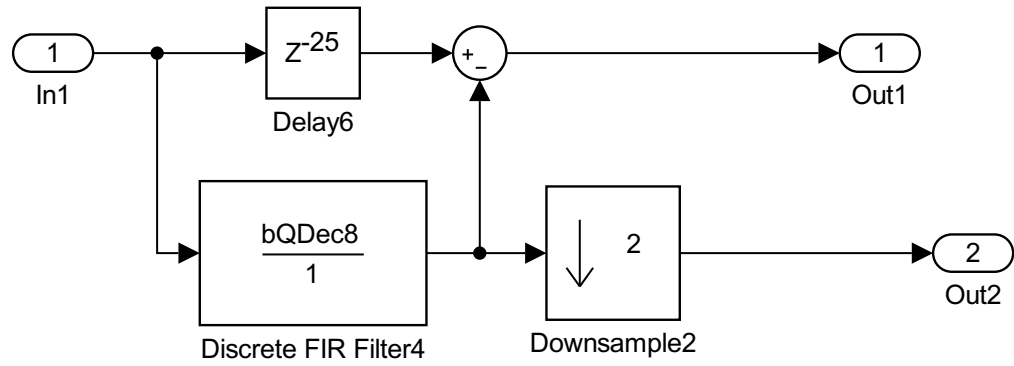 1
In1
Z-25
Delay6
+
−
1
Out1
bQDec8
1
Discrete FIR Filter4
2
Downsample2
2
Out2